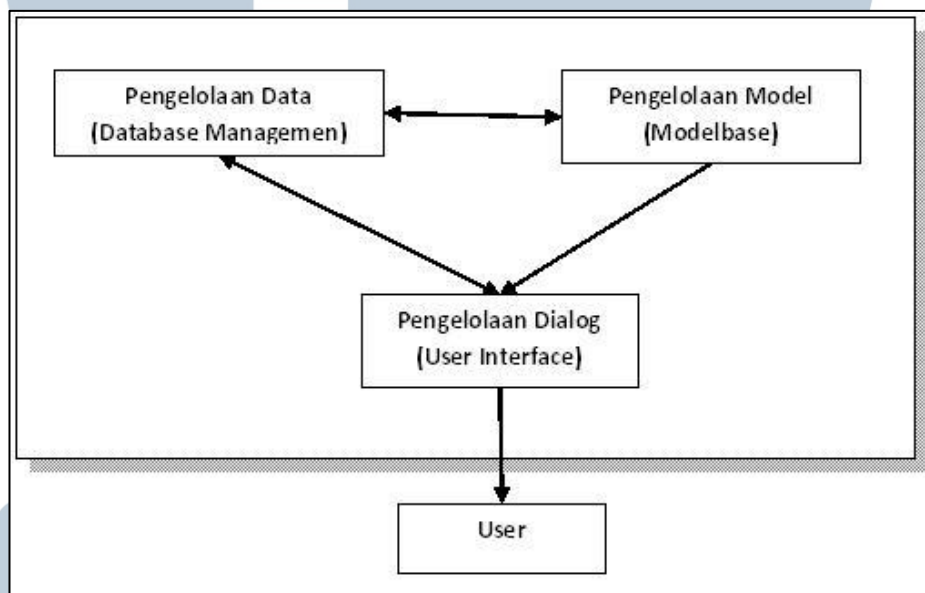 Pengelolaan Data
(Database Managemen)
Pengelolaan Model
(Modelbase)
Pengelolaan Dialog
(User Interface)
User